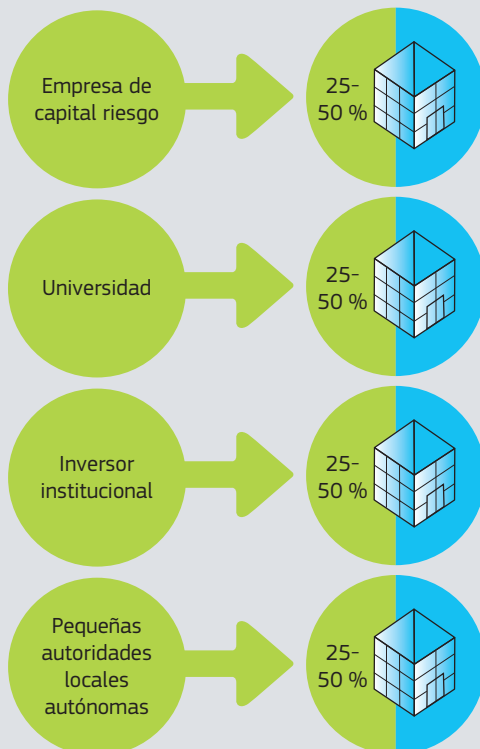 Empresa de
capital riesgo
25-
50 %
Universidad
25-
50 %
Inversor
institucional
25-
50 %
Pequeñas
autoridades
locales
autónomas
25-
50 %